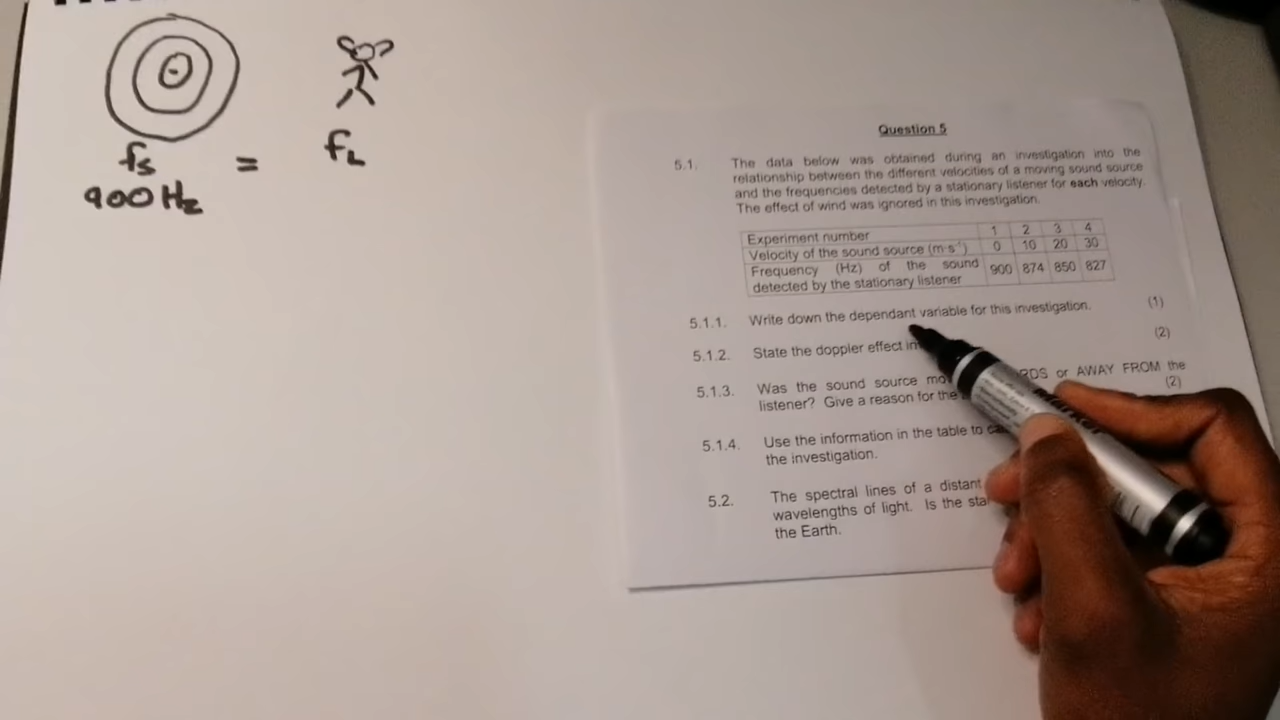 fs = fL
900 Hz
Question 5
5.1. The data below was obtained during an investigation into the
relationship between the different velocities of a moving sound source
and the frequencies detected by a stationary listener for each velocity.
The effect of wind was ignored in this investigation.
Experiment number 1 2 3 4
Velocity of the sound source (m·s⁻¹) 0 10 20 30
Frequency (Hz) of the sound
detected by the stationary listener 900 874 850 827
5.1.1. Write down the dependant variable for this investigation. (1)
5.1.2. State the doppler effect in (2)
5.1.3. Was the sound source or AWAY FROM the
listener? Give a reason for the (2)
5.1.4. Use the information in the table to
the investigation.
5.2. The spectral lines of a distant
wavelengths of light. Is the
the Earth.